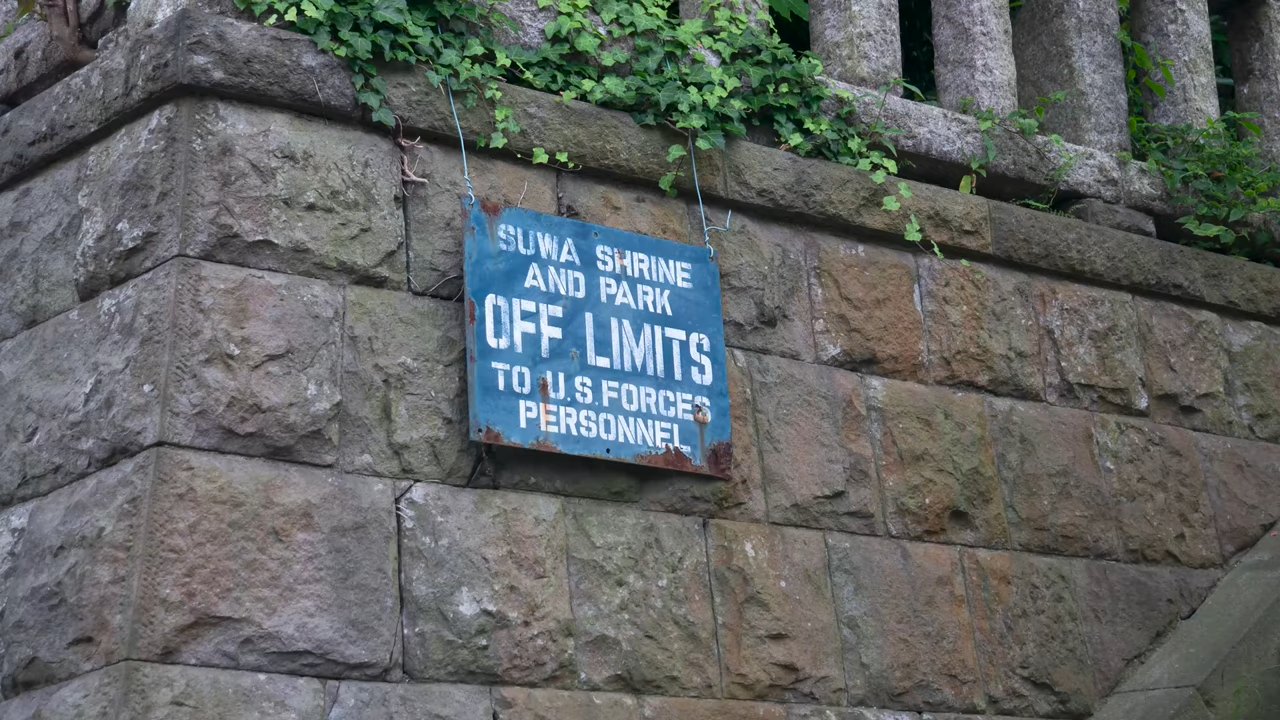 SUWA SHRINE
AND PARK
OFF LIMITS
TO U.S. FORCES
PERSONNEL